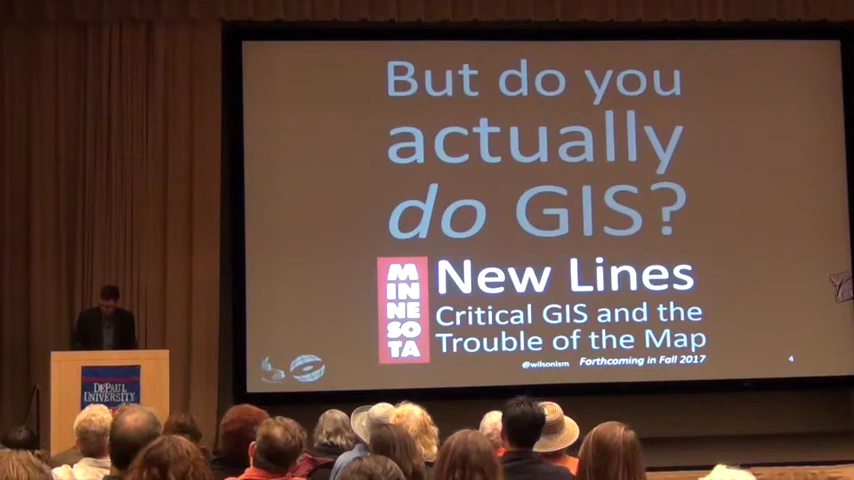 But do you
actually
do GIS?
MINNESOTA
New Lines
Critical GIS and the
Trouble of the Map
@wilsonism Forthcoming in Fall 2017
4
DEPAUL
UNIVERSITY